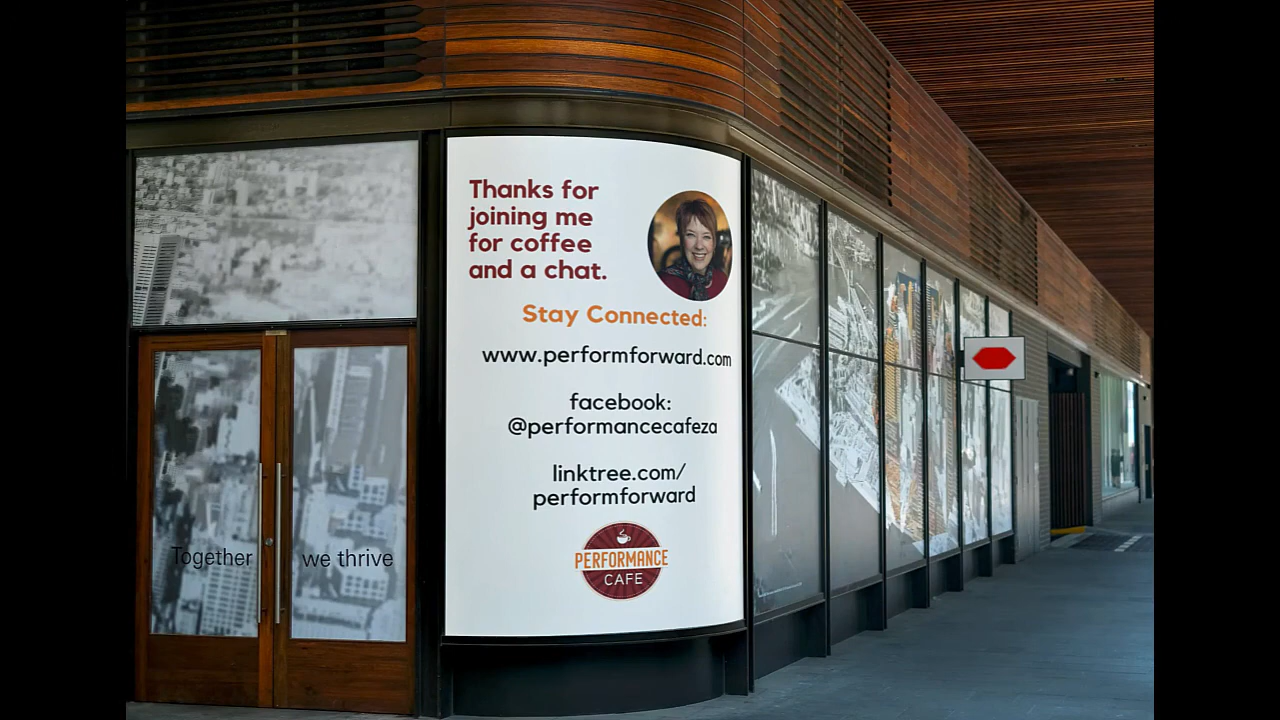 Thanks for
joining me
for coffee
and a chat.
Stay Connected:
www.performforward.com
facebook:
@performancecafeza
linktree.com/
performforward
PERFORMANCE
CAFE
Together we thrive